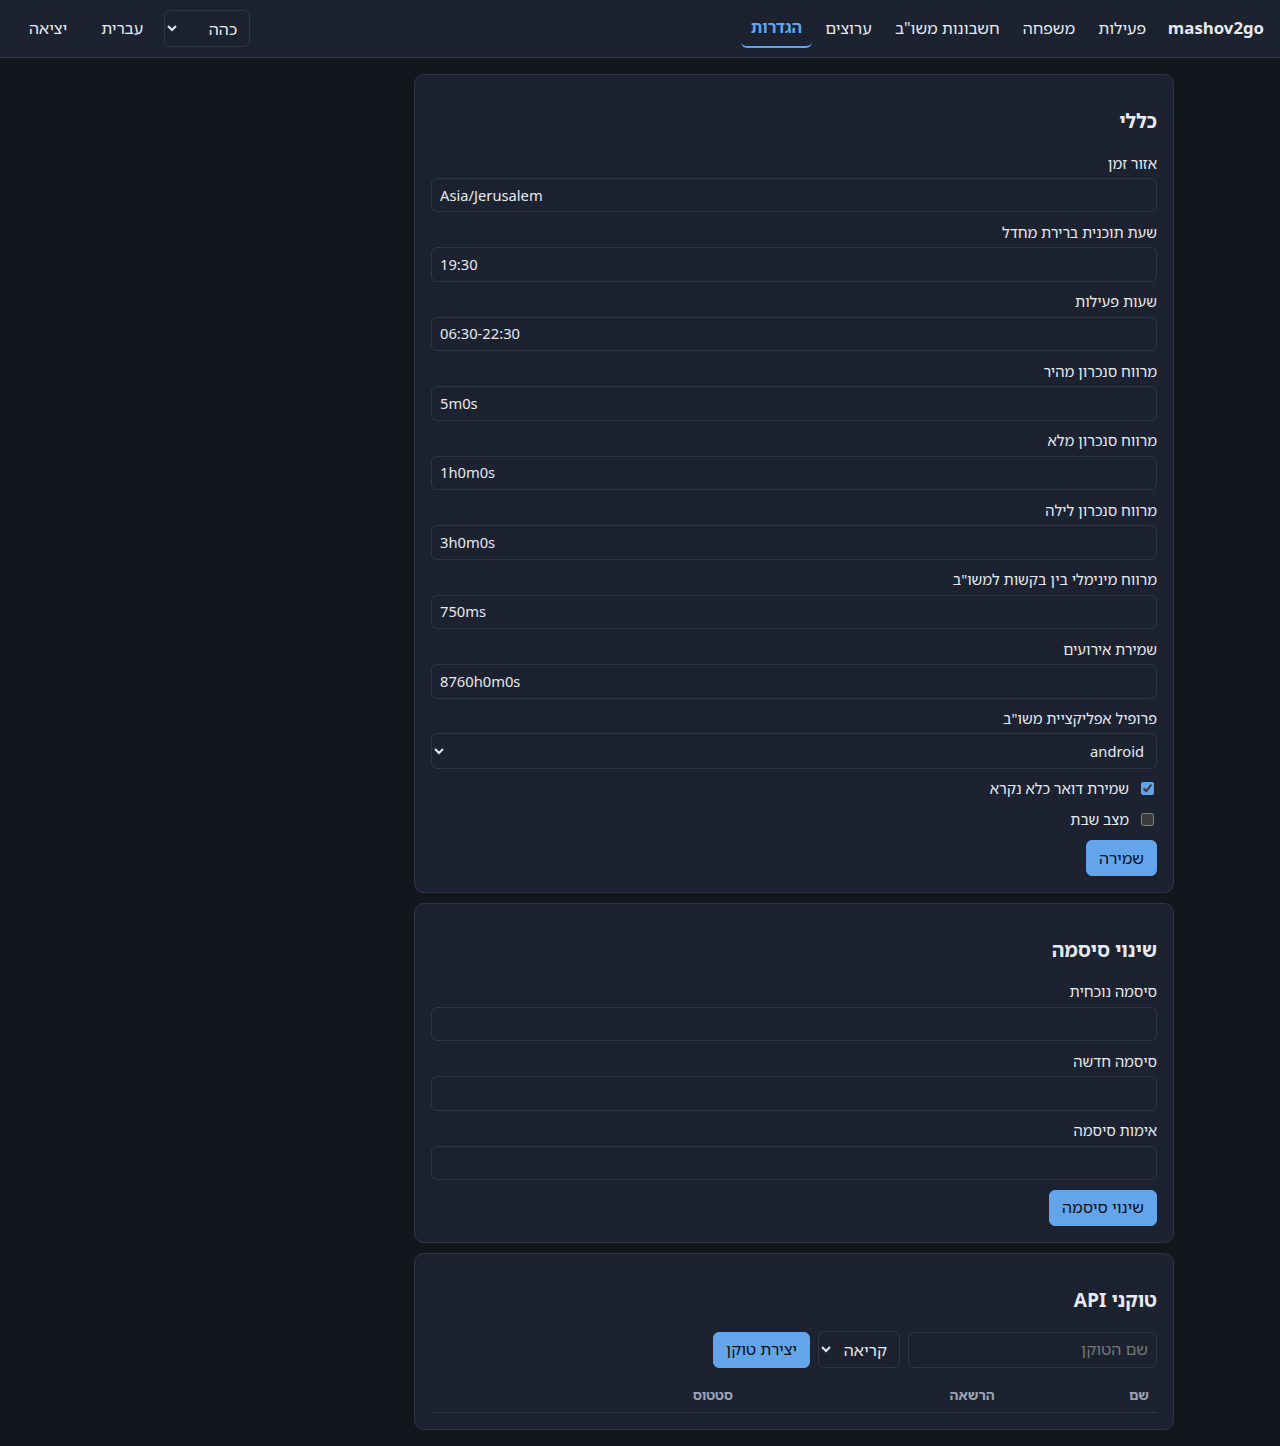 mashov2go פעילות משפחה חשבונות משו"ב ערוצים הגדרות כהה עברית יציאה
כללי
אזור זמן
Asia/Jerusalem
שעת תוכנית ברירת מחדל
19:30
שעות פעילות
06:30-22:30
מרווח סנכרון מהיר
5m0s
מרווח סנכרון מלא
1h0m0s
מרווח סנכרון לילה
3h0m0s
מרווח מינימלי בין בקשות למשו"ב
750ms
שמירת אירועים
8760h0m0s
פרופיל אפליקציית משו"ב
android
שמירת דואר כלא נקרא
מצב שבת
שמירה
שינוי סיסמה
סיסמה נוכחית
סיסמה חדשה
אימות סיסמה
שינוי סיסמה
טוקני API
שם הטוקן קריאה יצירת טוקן
שם הרשאה סטטוס